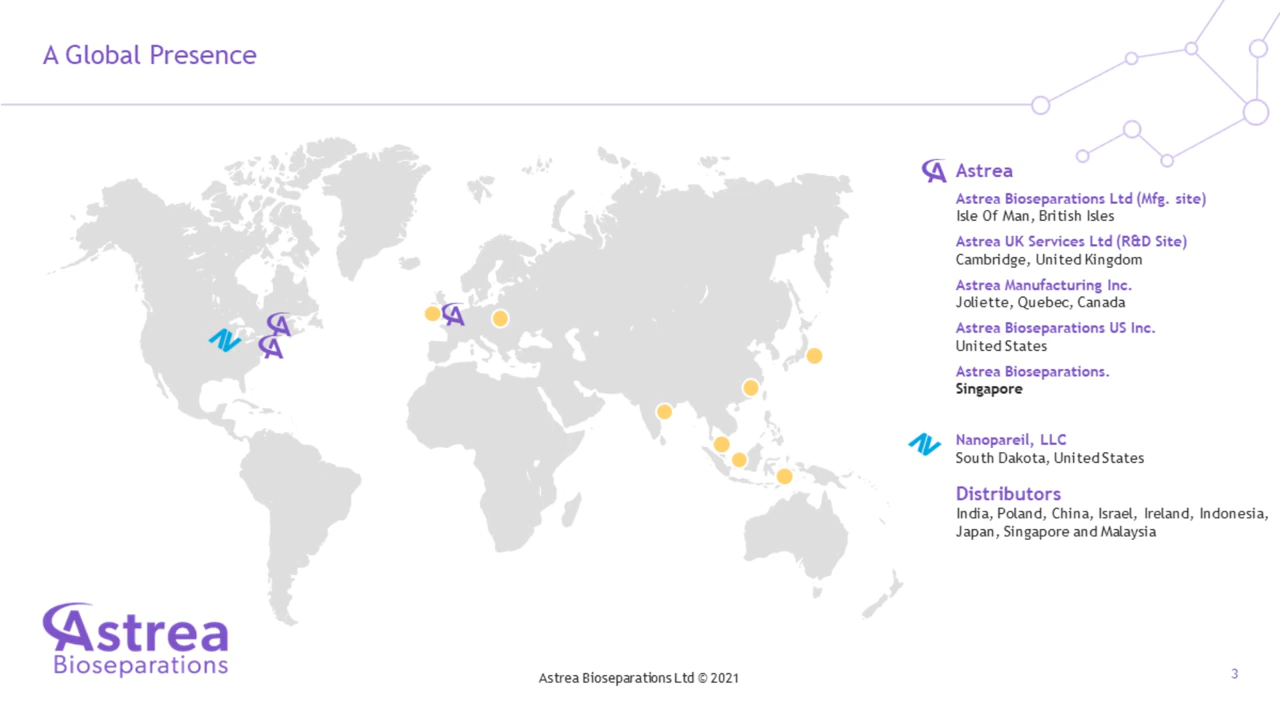 A Global Presence
Astrea
Astrea Bioseparations Ltd (Mfg. site)
Isle Of Man, British Isles
Astrea UK Services Ltd (R&D Site)
Cambridge, United Kingdom
Astrea Manufacturing Inc.
Joliette, Quebec, Canada
Astrea Bioseparations US Inc.
United States
Astrea Bioseparations.
Singapore
Nanopareil, LLC
South Dakota, United States
Distributors
India, Poland, China, Israel, Ireland, Indonesia,
Japan, Singapore and Malaysia
Astrea
Bioseparations
Astrea Bioseparations Ltd © 2021
3